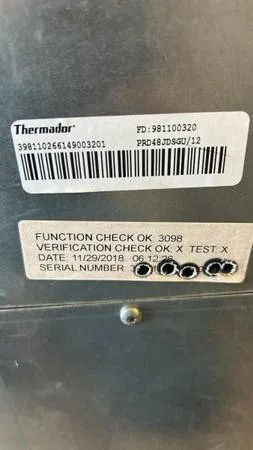 Thermador®
FD: 981100320
398110266149003201
PRD48JDSGU/12
FUNCTION CHECK OK: 3098
VERIFICATION CHECK OK: X TEST: X
DATE: 11/29/2018 06:12:26
SERIAL NUMBER: 3